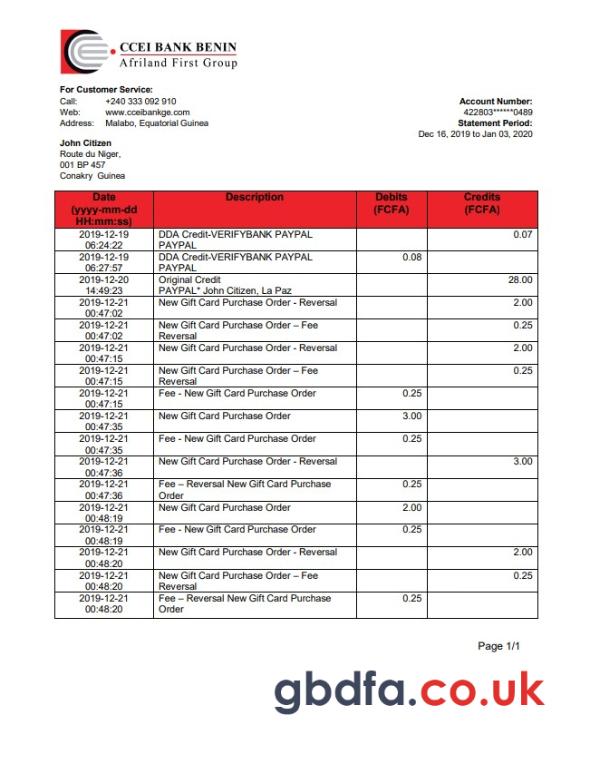 CCEI BANK BENIN
Afriland First Group
For Customer Service:
Call: +240 333 092 910
Web: www.cceibankge.com
Address: Malabo, Equatorial Guinea
Account Number:
422803******0489
Statement Period:
Dec 16, 2019 to Jan 03, 2020
John Citizen
Route du Niger,
001 BP 457
Conakry Guinea
Date Description Debits Credits
(yyyy-mm-dd (FCFA) (FCFA)
HH:mm:ss)
2019-12-19 DDA Credit-VERIFYBANK PAYPAL 0.07
06:24:22 PAYPAL
2019-12-19 DDA Credit-VERIFYBANK PAYPAL 0.08
06:27:57 PAYPAL
2019-12-20 Original Credit 28.00
14:49:23 PAYPAL* John Citizen, La Paz
2019-12-21 New Gift Card Purchase Order - Reversal 2.00
00:47:02
2019-12-21 New Gift Card Purchase Order – Fee 0.25
00:47:02 Reversal
2019-12-21 New Gift Card Purchase Order - Reversal 2.00
00:47:15
2019-12-21 New Gift Card Purchase Order – Fee 0.25
00:47:15 Reversal
2019-12-21 Fee - New Gift Card Purchase Order 0.25
00:47:15
2019-12-21 New Gift Card Purchase Order 3.00
00:47:35
2019-12-21 Fee - New Gift Card Purchase Order 0.25
00:47:35
2019-12-21 New Gift Card Purchase Order - Reversal 3.00
00:47:36
2019-12-21 Fee – Reversal New Gift Card Purchase 0.25
00:47:36 Order
2019-12-21 New Gift Card Purchase Order 2.00
00:48:19
2019-12-21 Fee - New Gift Card Purchase Order 0.25
00:48:19
2019-12-21 New Gift Card Purchase Order - Reversal 2.00
00:48:20
2019-12-21 New Gift Card Purchase Order – Fee 0.25
00:48:20 Reversal
2019-12-21 Fee – Reversal New Gift Card Purchase 0.25
00:48:20 Order
Page 1/1
gbdfa.co.uk